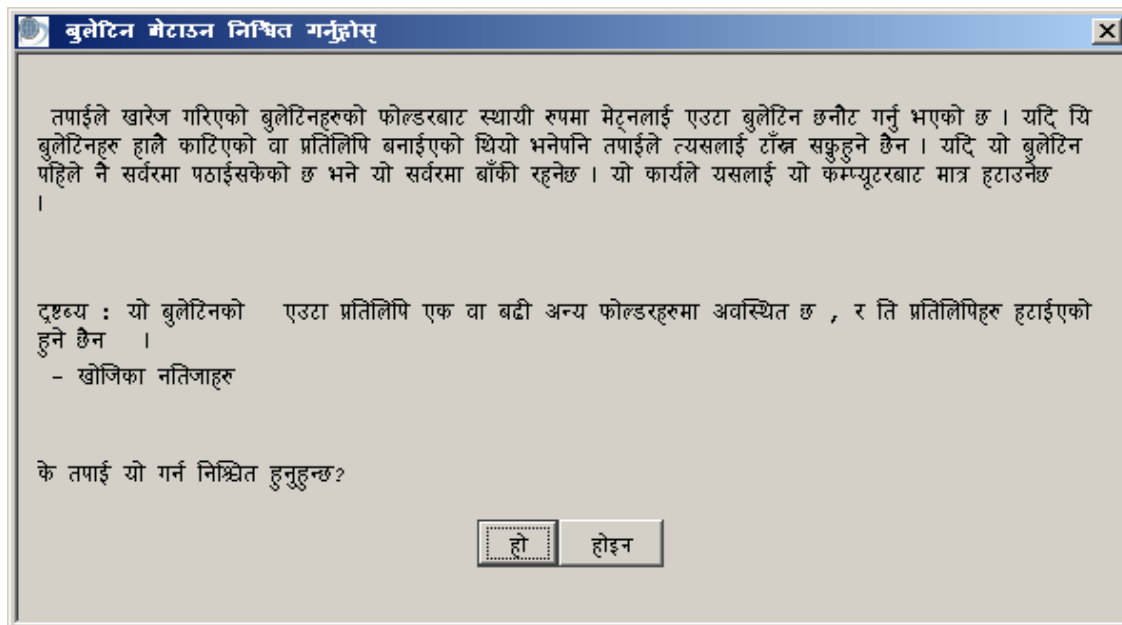 बुलेटिन मेटाउन निश्चित गर्नुहोस्
तपाईले खारेज गरिएको बुलेटिनहरुको फोल्डरबाट स्थायी रुपमा मेट्नलाई एउटा बुलेटिन छनौट गर्नु भएको छ । यदि यि
बुलेटिनहरु हालै काटिएको वा प्रतिलिपि बनाईएको थियो भनेपनि तपाईले त्यसलाई टाँस्न सक्नुहुने छैन । यदि यो बुलेटिन
पहिले नै सर्वरमा पठाईसकेको छ भने यो सर्वरमा बाँकी रहनेछ । यो कार्यले यसलाई यो कम्प्यूटरबाट मात्र हटाउनेछ
।
द्रष्टब्य : यो बुलेटिनको एउटा प्रतिलिपि एक वा बढी अन्य फोल्डरहरुमा अवस्थित छ , र ति प्रतिलिपिहरु हटाईएको
हुने छैन ।
- खोजिका नतिजाहरु
के तपाई यो गर्न निश्चित हुनुहुन्छ?
हो होइन